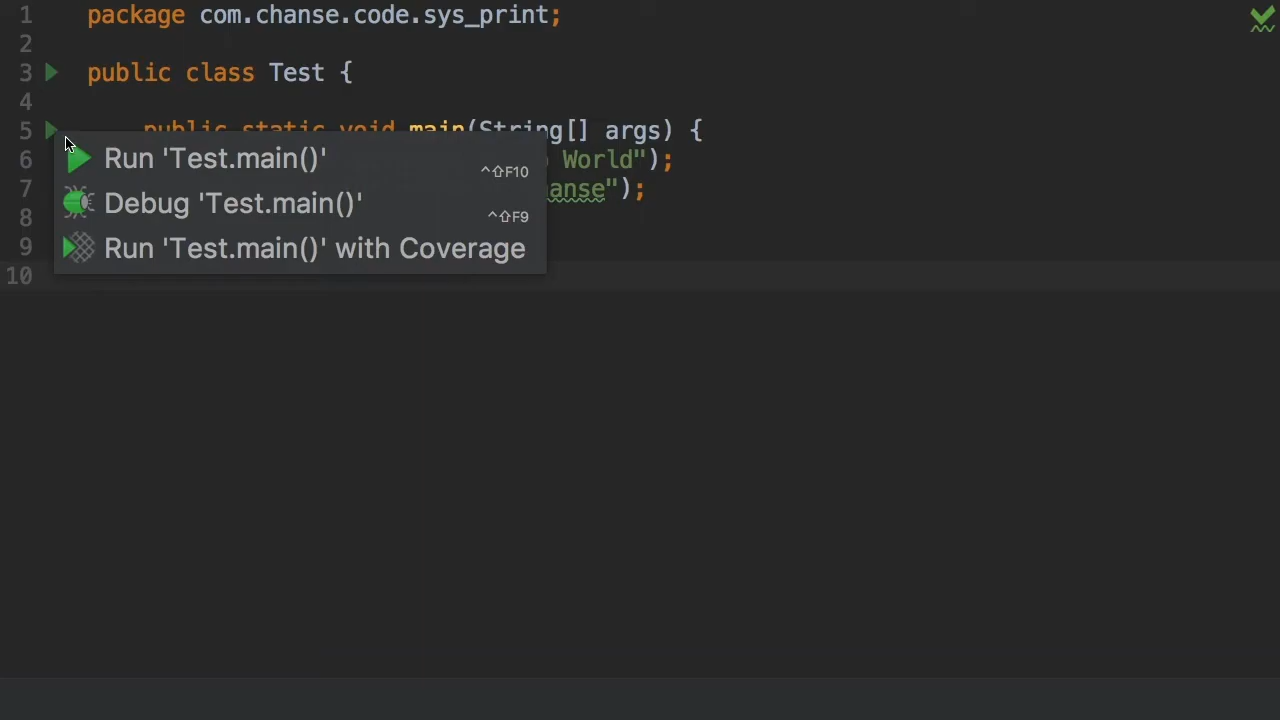 1 package com.chanse.code.sys_print;
2
3 public class Test {
4
5 public static void main(String[] args) {
6 World");
7 anse");
8
9
10
Run 'Test.main()' ⌃⇧F10
Debug 'Test.main()' ⌃⇧F9
Run 'Test.main()' with Coverage